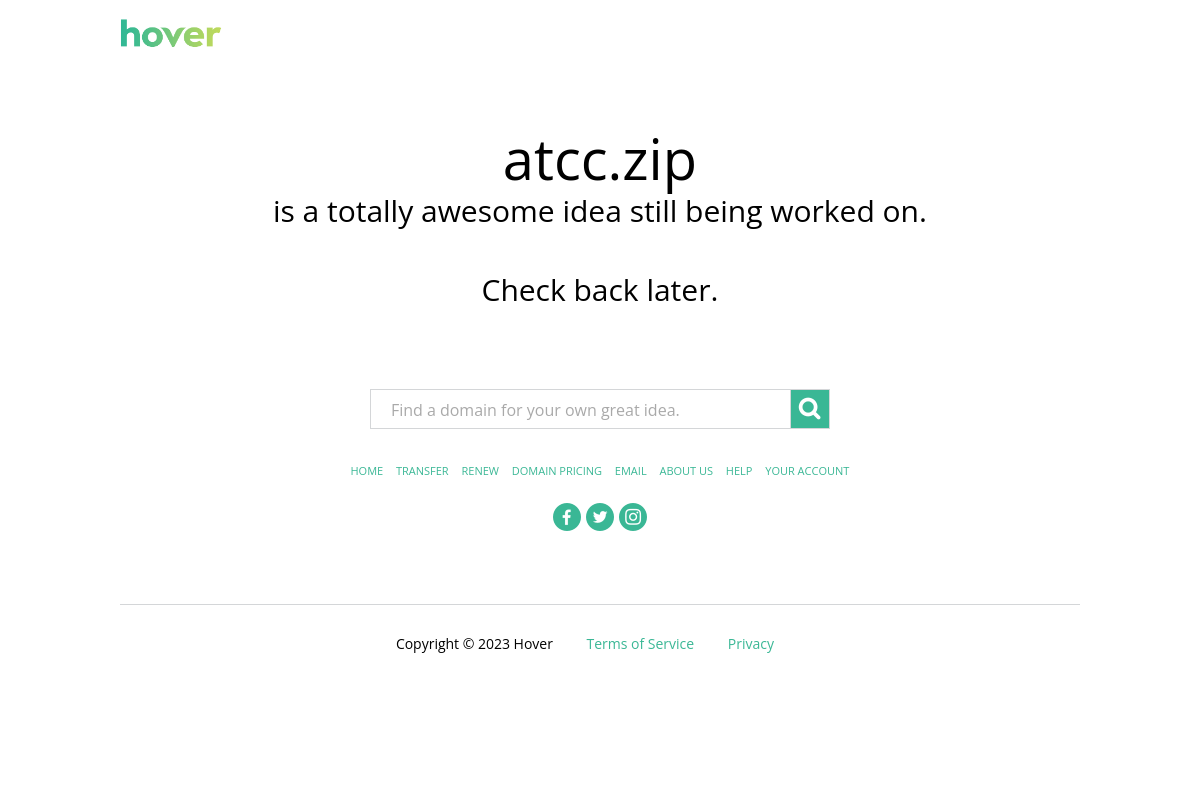 hover
atcc.zip
is a totally awesome idea still being worked on.
Check back later.
Find a domain for your own great idea.
HOME TRANSFER RENEW DOMAIN PRICING EMAIL ABOUT US HELP YOUR ACCOUNT
Copyright © 2023 Hover Terms of Service Privacy